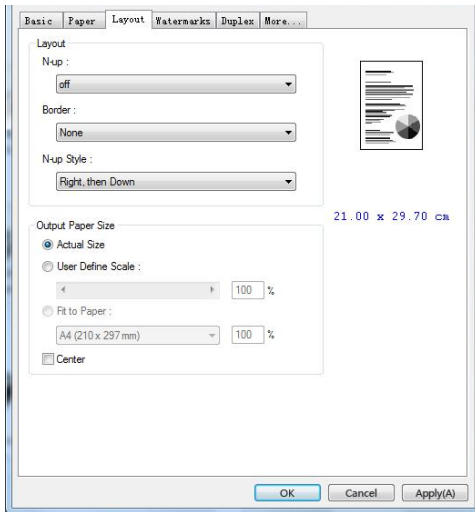 Basic Paper Layout Watermarks Duplex More...
Layout
N-up :
off
Border :
None
N-up Style :
Right, then Down
21.00 x 29.70 cm
Output Paper Size
Actual Size
User Define Scale :
100 %
Fit to Paper :
A4 (210 x 297 mm) 100 %
Center
OK Cancel Apply(A)